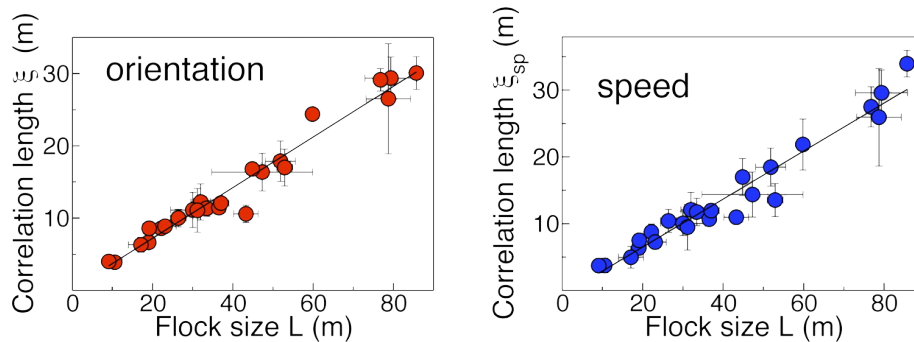 Correlation length ξ (m)
30
20
10
orientation
0
20
40
60
80
Flock size L (m)
Correlation length ξsp (m)
30
20
10
speed
0
20
40
60
80
Flock size L (m)